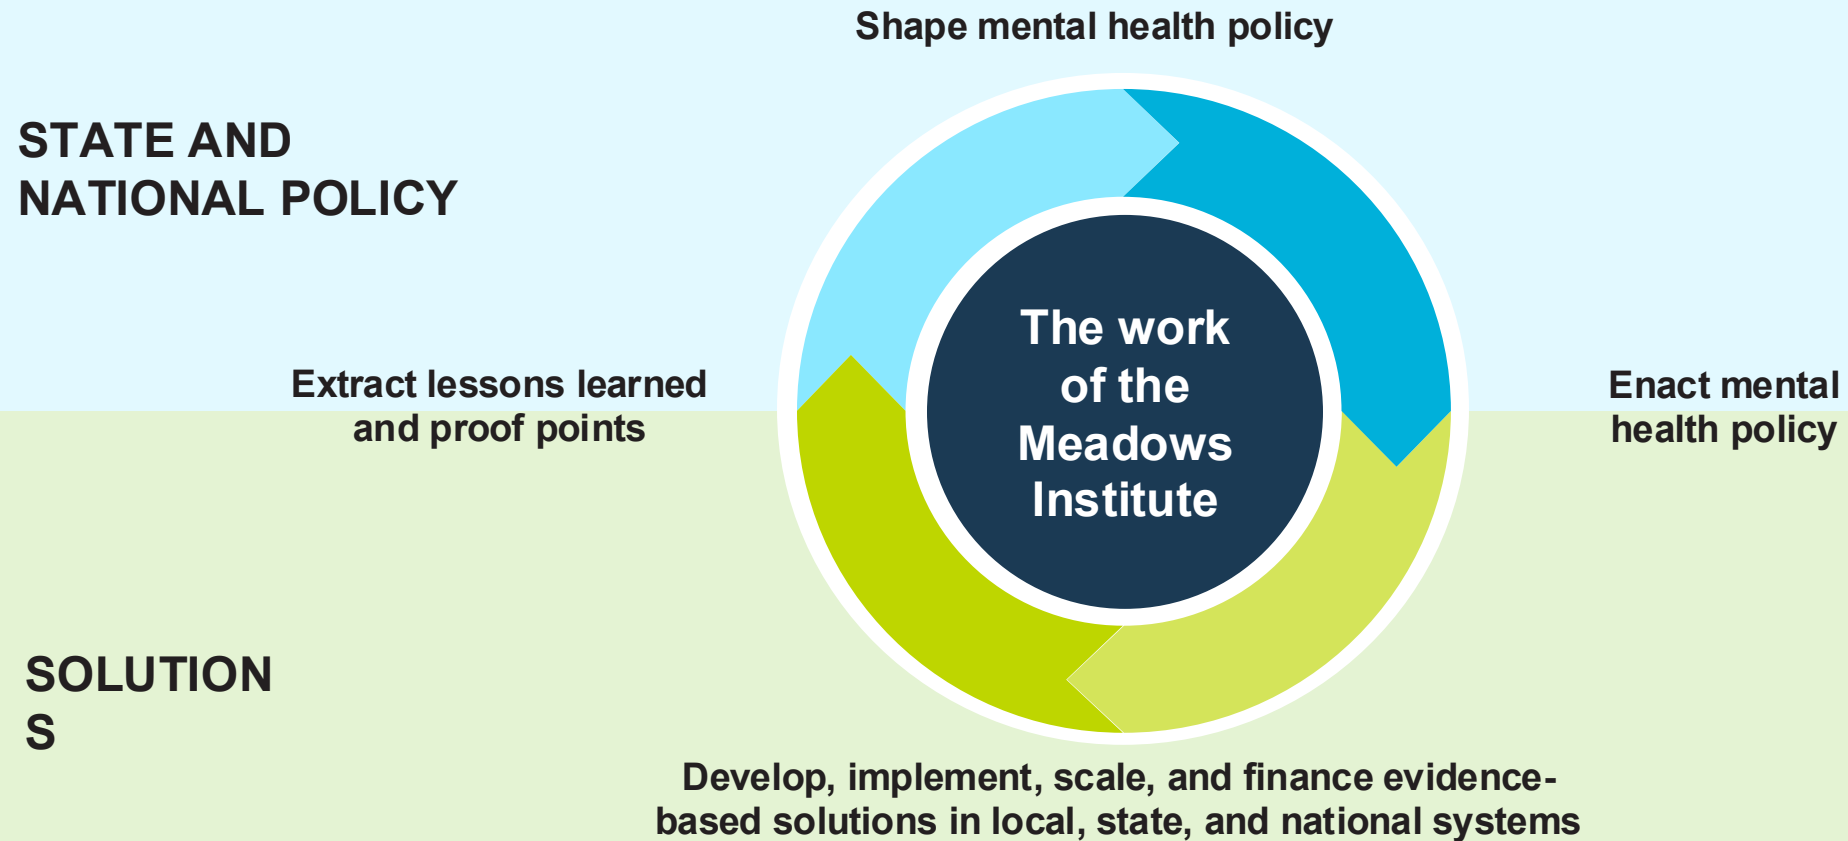 Shape mental health policy
STATE AND
NATIONAL POLICY
The work
of the
Meadows
Institute
Extract lessons learned
and proof points
Enact mental
health policy
SOLUTION
S
Develop, implement, scale, and finance evidence-
based solutions in local, state, and national systems